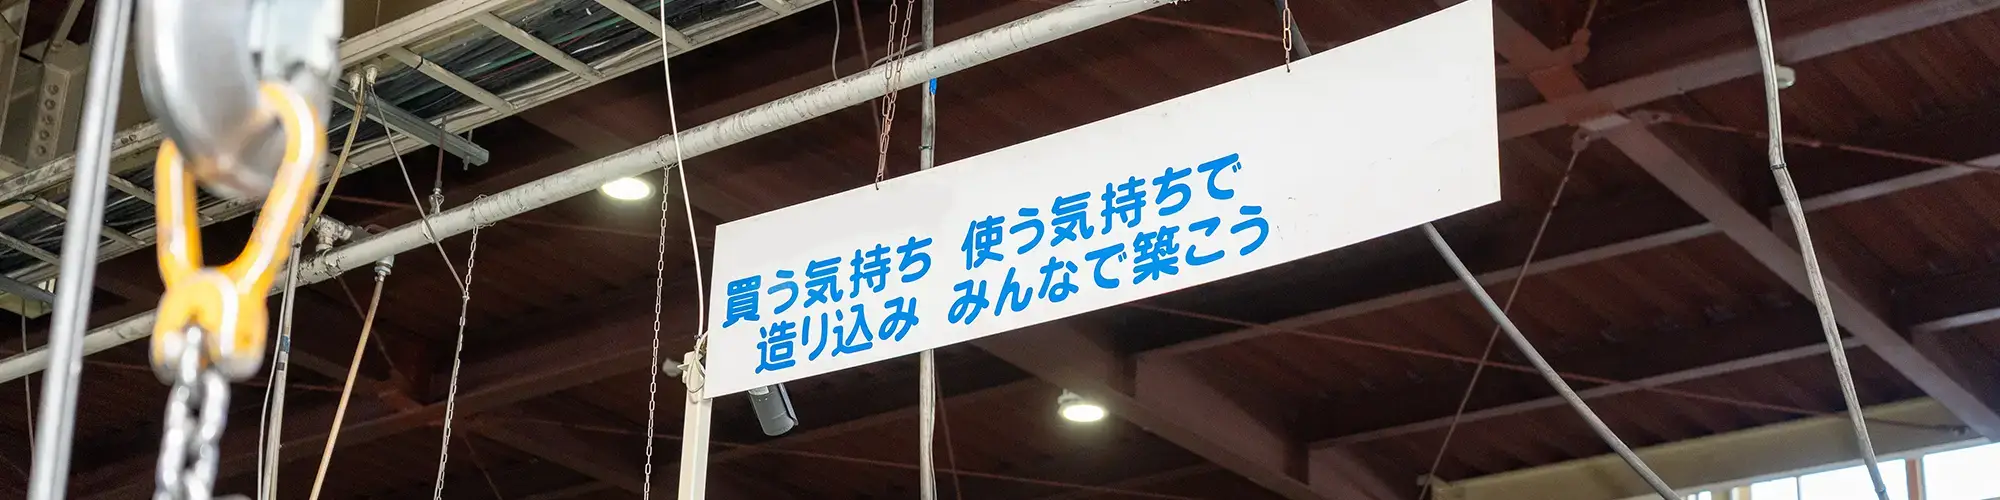 買う気持ち 使う気持ちで
造り込み みんなで築こう